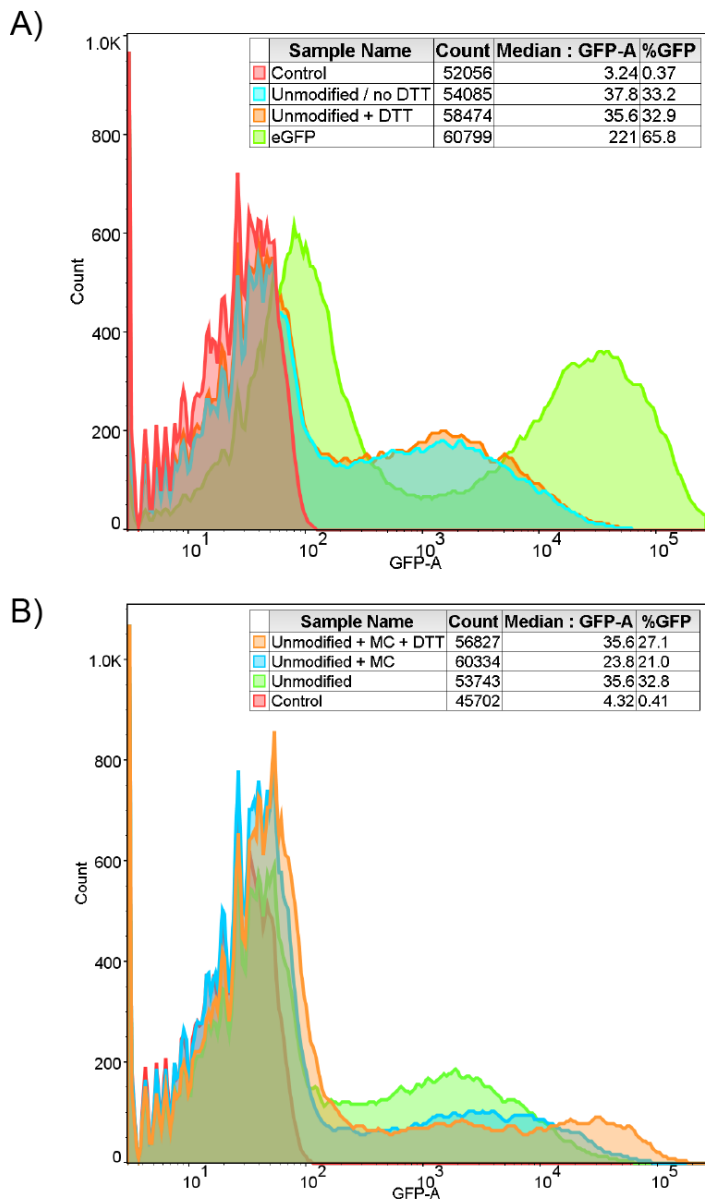 A)
Sample Name Count Median : GFP-A %GFP
Control 52056 3.24 0.37
Unmodified / no DTT 54085 37.8 33.2
Unmodified + DTT 58474 35.6 32.9
eGFP 60799 221 65.8
1.0K
800
600
400
200
0
Count
10^1 10^2 10^3 10^4 10^5
GFP-A
B)
Sample Name Count Median : GFP-A %GFP
Unmodified + MC + DTT 56827 35.6 27.1
Unmodified + MC 60334 23.8 21.0
Unmodified 53743 35.6 32.8
Control 45702 4.32 0.41
1.0K
800
600
400
200
0
Count
10^1 10^2 10^3 10^4 10^5
GFP-A